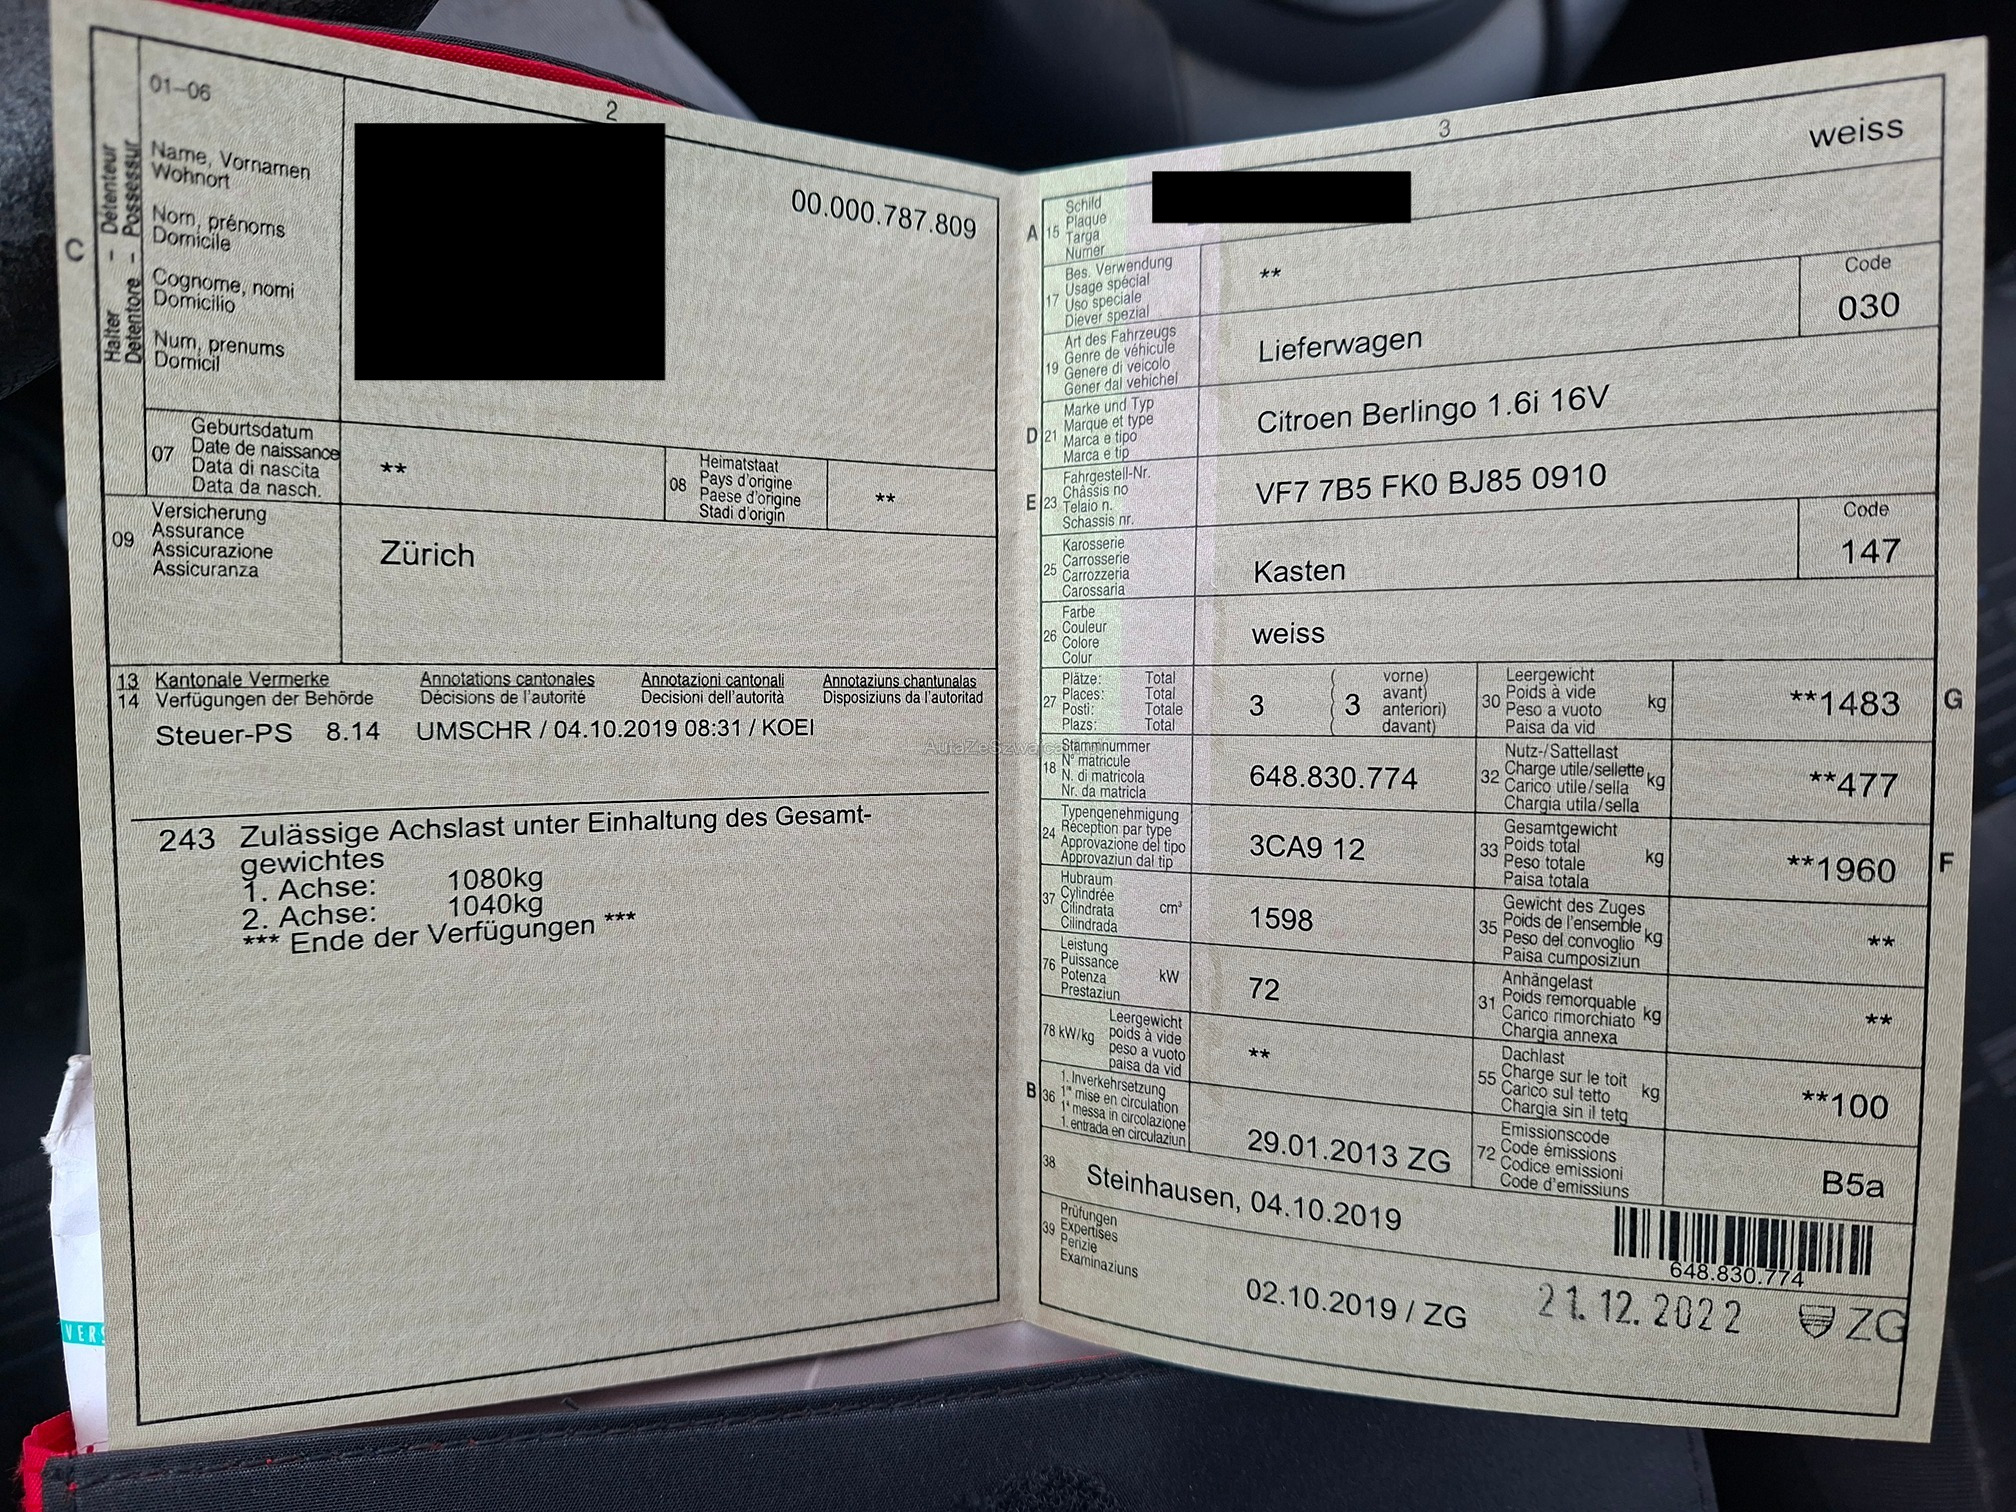 2
01–06
Halter – Detenteur
Detentore – Possessur
C
Name, Vornamen
Wohnort
Nom, prénoms
Domicile
Cognome, nomi
Domicilio
Num, prenums
Domicil
00.000.787.809
07
Geburtsdatum
Date de naissance
Data di nascita
Data da nasch.
**
08
Heimatstaat
Pays d'origine
Paese d'origine
Stadi d'origin
**
09
Versicherung
Assurance
Assicurazione
Assicuranza
Zürich
13 Kantonale Vermerke Annotations cantonales Annotazioni cantonali Annotaziuns chantunalas
14 Verfügungen der Behörde Décisions de l'autorité Decisioni dell'autorità Disposiziuns da l'autoritad
Steuer-PS 8.14 UMSCHR / 04.10.2019 08:31 / KOEI
243 Zulässige Achslast unter Einhaltung des Gesamt-
gewichtes
1. Achse: 1080kg
2. Achse: 1040kg
*** Ende der Verfügungen ***
VERS
3
weiss
A
15
Schild
Plaque
Targa
Numer
17
Bes. Verwendung
Usage spécial
Uso speciale
Diever spezial
**
19
Art des Fahrzeugs
Genre de véhicule
Genere di veicolo
Gener dal vehichel
Lieferwagen
Code
030
D
21
Marke und Typ
Marque et type
Marca e tipo
Marca e tip
Citroen Berlingo 1.6i 16V
E
23
Fahrgestell-Nr.
Châssis no
Telaio n.
Schassis nr.
VF7 7B5 FK0 BJ85 0910
25
Karosserie
Carrosserie
Carrozzeria
Carossaria
Kasten
Code
147
26
Farbe
Couleur
Colore
Colur
weiss
27
Plätze: Total
Places: Total
Posti: Totale
Plazs: Total
3
( vorne)
3 avant)
anteriori)
( davant)
30
Leergewicht
Poids à vide
Peso a vuoto
Paisa da vid
kg
**1483
G
18
Stammnummer
N° matricule
N. di matricola
Nr. da matricla
648.830.774
32
Nutz-/Sattellast
Charge utile/sellette
Carico utile/sella
Chargia utila/sella
kg
**477
24
Typengenehmigung
Réception par type
Approvazione del tipo
Approvaziun dal tip
3CA9 12
33
Gesamtgewicht
Poids total
Peso totale
Paisa totala
kg
**1960
F
37
Hubraum
Cylindrée
Cilindrata
Cilindrada
cm³
1598
35
Gewicht des Zuges
Poids de l'ensemble
Peso del convoglio
Paisa cumposiziun
kg
**
76
Leistung
Puissance
Potenza
Prestaziun
kW
72
31
Anhängelast
Poids remorquable
Carico rimorchiato
Chargia annexa
kg
**
78 kW/kg
Leergewicht
poids à vide
peso a vuoto
paisa da vid
**
55
Dachlast
Charge sur le toit
Carico sul tetto
Chargia sin il tetg
kg
**100
B
36
1. Inverkehrsetzung
1re mise en circulation
1a messa in circolazione
1. entrada en circulaziun
29.01.2013 ZG
72
Emissionscode
Code émissions
Codice emissioni
Code d'emissiuns
B5a
38
Steinhausen, 04.10.2019
648.830.774
39
Prüfungen
Expertises
Perizie
Examinaziuns
02.10.2019 / ZG
21.12.2022
ZG